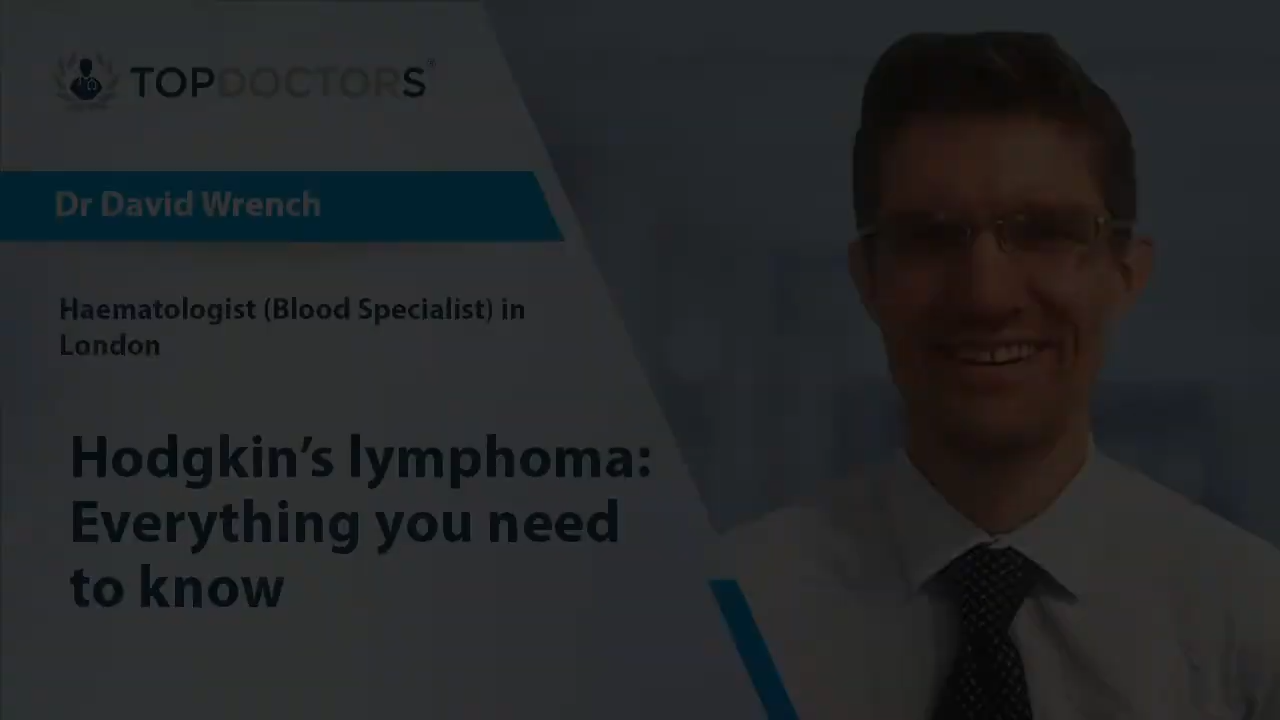 TOPDOCTORS
Dr David Wrench
Haematologist (Blood Specialist) in
London
Hodgkin’s lymphoma:
Everything you need
to know